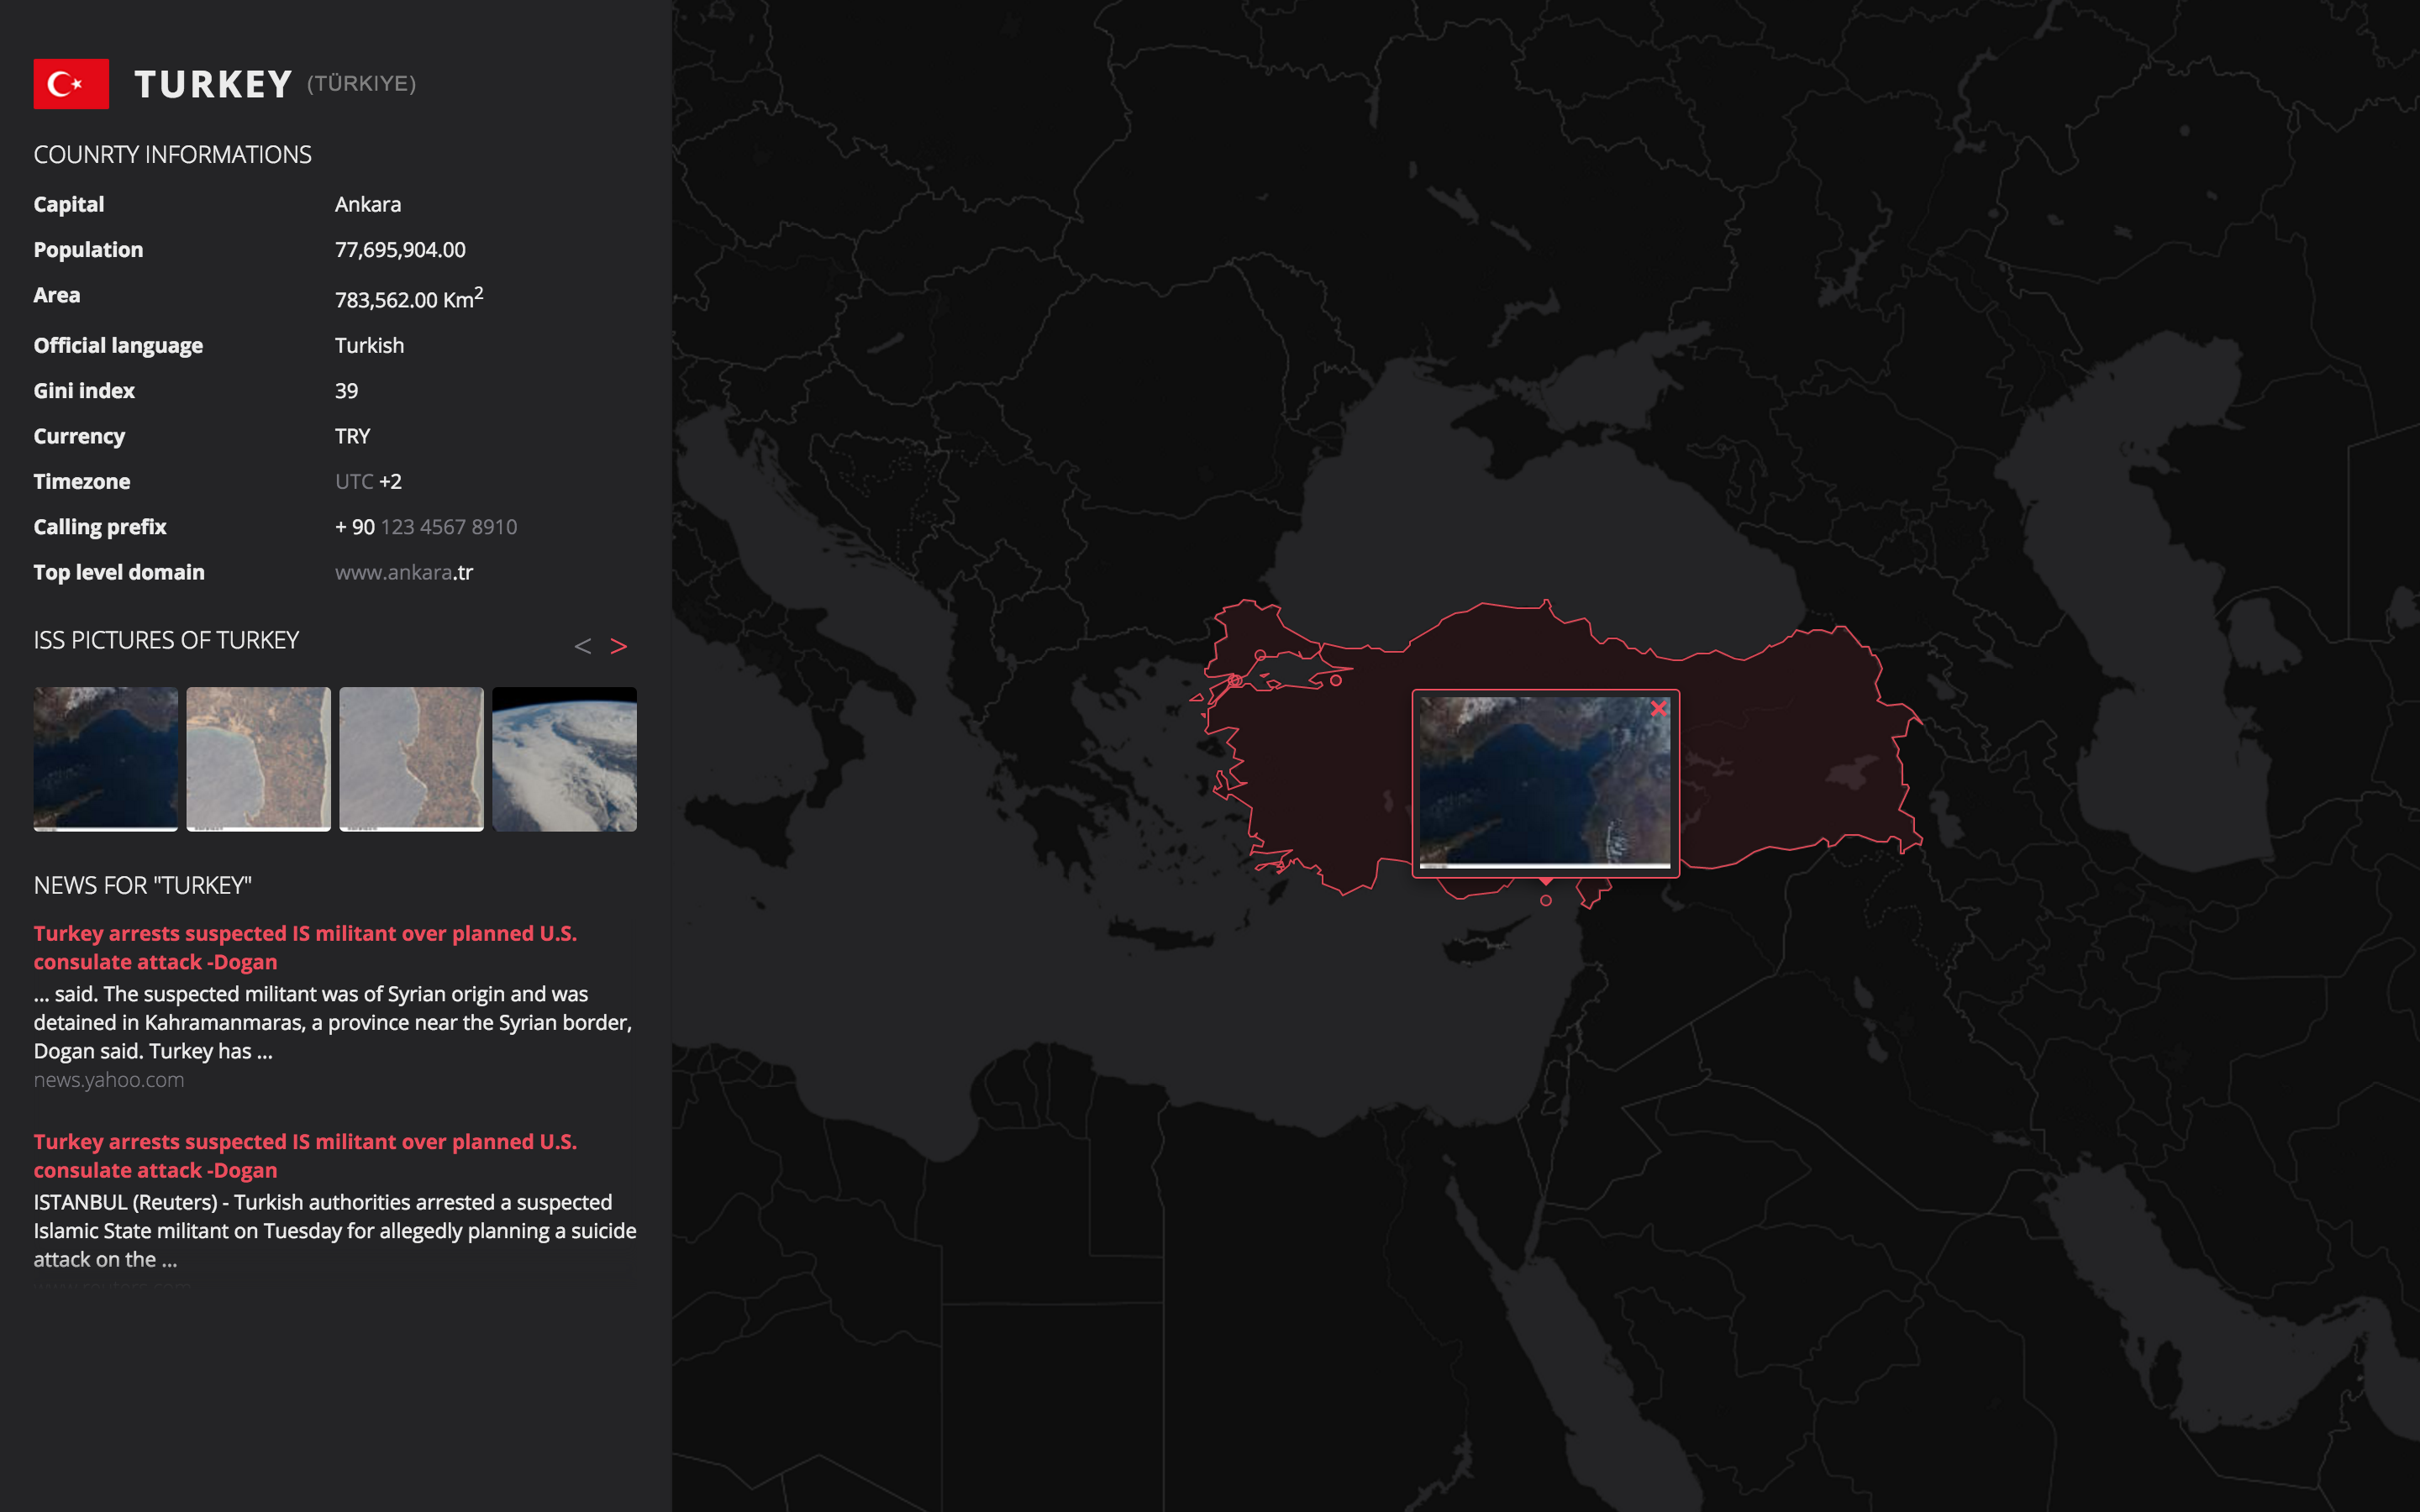 TURKEY (TÜRKIYE)
COUNRTY INFORMATIONS
Capital Ankara
Population 77,695,904.00
Area 783,562.00 Km2
Official language Turkish
Gini index 39
Currency TRY
Timezone UTC +2
Calling prefix + 90 123 4567 8910
Top level domain www.ankara.tr
ISS PICTURES OF TURKEY < >
NEWS FOR "TURKEY"
Turkey arrests suspected IS militant over planned U.S.
consulate attack -Dogan
... said. The suspected militant was of Syrian origin and was
detained in Kahramanmaras, a province near the Syrian border,
Dogan said. Turkey has ...
news.yahoo.com
Turkey arrests suspected IS militant over planned U.S.
consulate attack -Dogan
ISTANBUL (Reuters) - Turkish authorities arrested a suspected
Islamic State militant on Tuesday for allegedly planning a suicide
attack on the ...